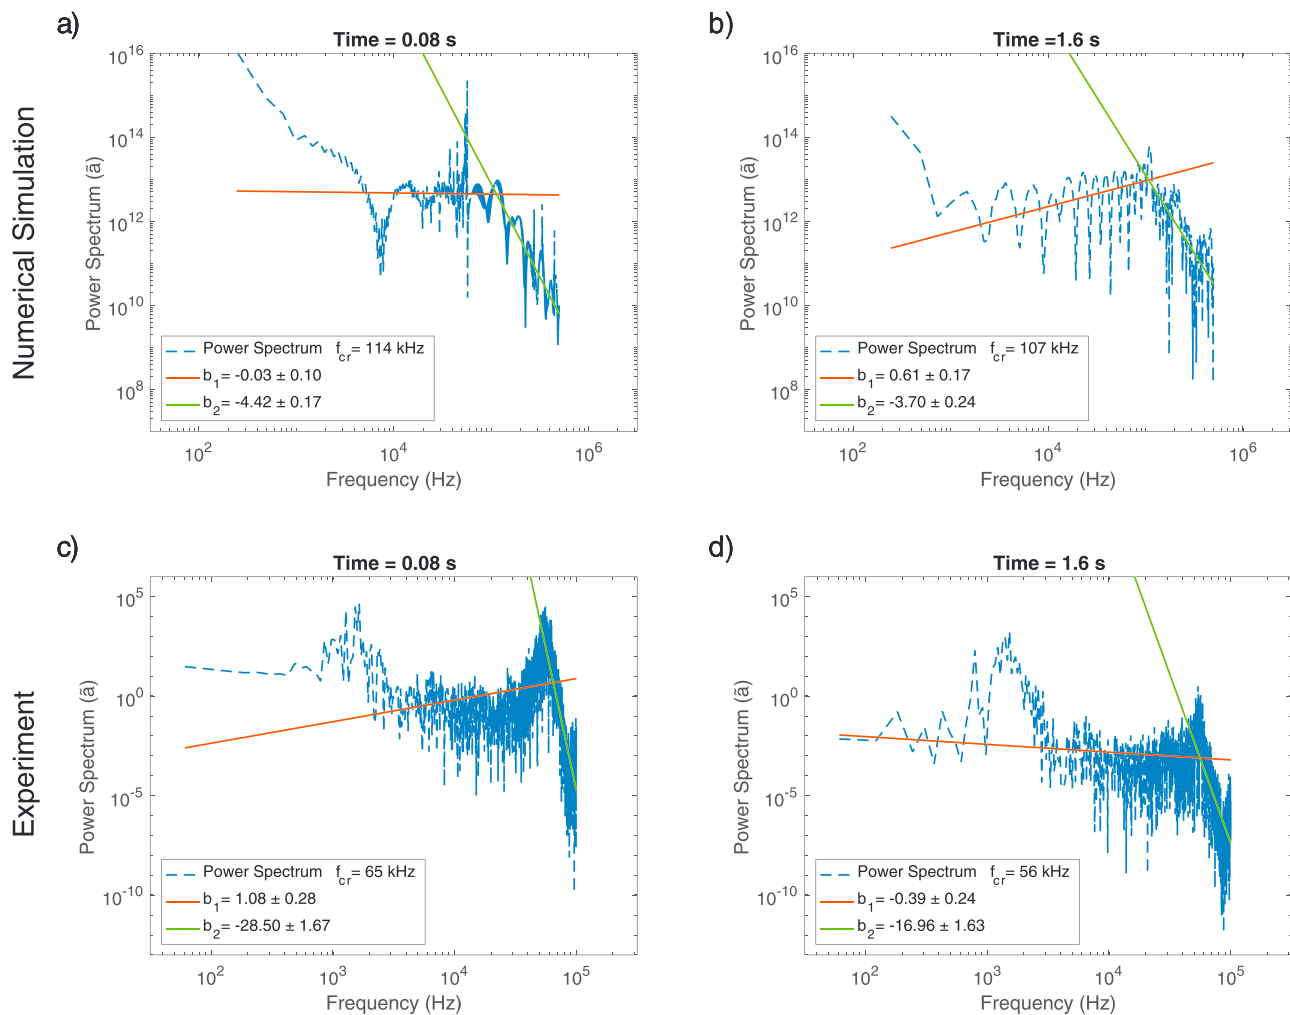 a)
Time = 0.08 s
Numerical Simulation
Power Spectrum (ã)
10^16
10^14
10^12
10^10
10^8
Power Spectrum f_cr = 114 kHz
b_1 = -0.03 ± 0.10
b_2 = -4.42 ± 0.17
10^2 10^4 10^6
Frequency (Hz)
b)
Time =1.6 s
Power Spectrum (ã)
10^16
10^14
10^12
10^10
10^8
Power Spectrum f_cr = 107 kHz
b_1 = 0.61 ± 0.17
b_2 = -3.70 ± 0.24
10^2 10^4 10^6
Frequency (Hz)
c)
Time = 0.08 s
Experiment
Power Spectrum (ã)
10^5
10^0
10^-5
10^-10
Power Spectrum f_cr = 65 kHz
b_1 = 1.08 ± 0.28
b_2 = -28.50 ± 1.67
10^2 10^3 10^4 10^5
Frequency (Hz)
d)
Time = 1.6 s
Power Spectrum (ã)
10^5
10^0
10^-5
10^-10
Power Spectrum f_cr = 56 kHz
b_1 = -0.39 ± 0.24
b_2 = -16.96 ± 1.63
10^2 10^3 10^4 10^5
Frequency (Hz)